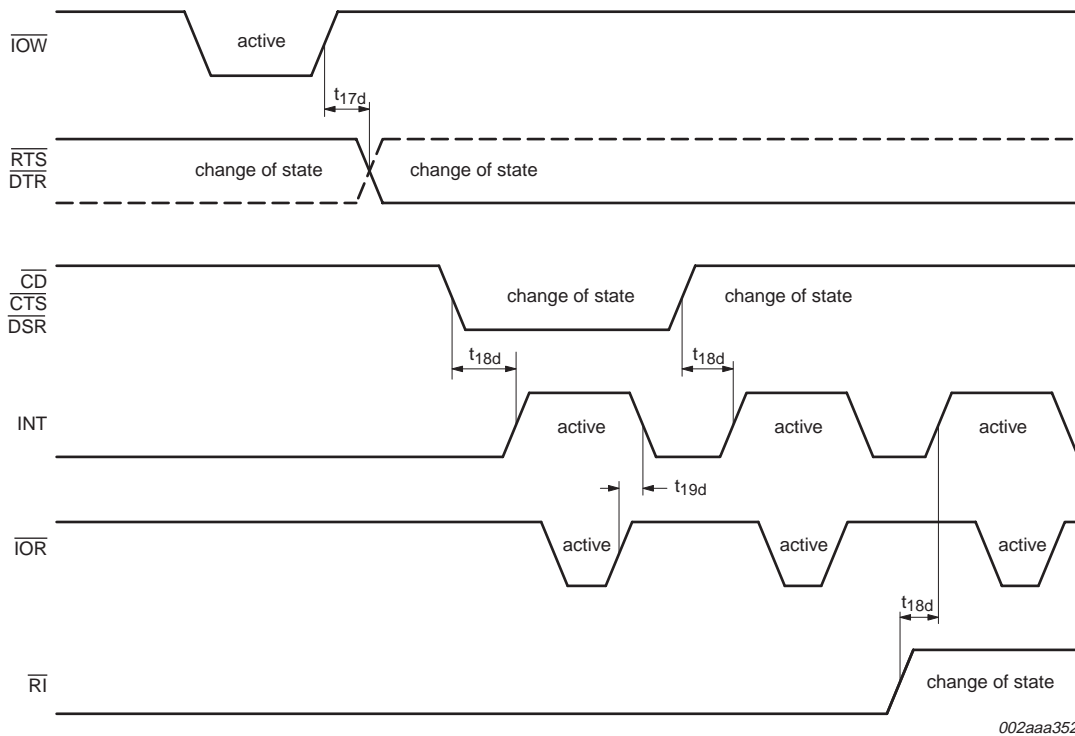 IOW
active
t17d
RTS
DTR
change of state
change of state
CD
CTS
DSR
change of state
change of state
t18d
t18d
INT
active
active
active
t19d
IOR
active
active
active
t18d
RI
change of state
002aaa352